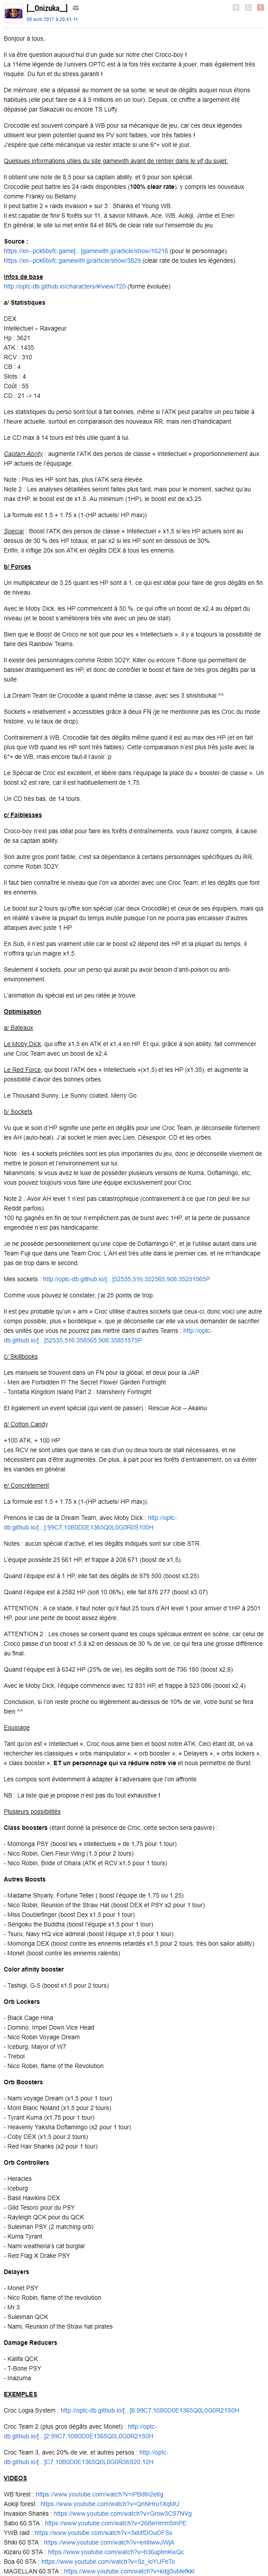 [__Onizuka__]
08 août 2017 à 20:41:11
Bonjour à tous,
Il va être question aujourd'hui d'un guide sur notre cher Croco-boy !
La 11ème légende de l'univers OPTC est à la fois très excitante à jouer, mais également très
risquée. Du fun et du stress garanti !
De mémoire, elle a dépassé au moment de sa sortie, le seuil de dégâts auquel nous étions
habitués (elle peut faire de 4 à 5 millions en un tour). Depuis, ce chiffre a largement été
dépassé par Sakazuki ou encore TS Luffy.
Crocodile est souvent comparé à WB pour sa mécanique de jeu, car ces deux légendes
utilisent leur plein potentiel quand les PV sont faibles, voir très faibles !
J'espère que cette mécanique va rester intacte si une 6*+ voit le jour.
Quelques informations utiles du site gamewith avant de rentrer dans le vif du sujet:
Il obtient une note de 8,5 pour sa captain ability, et 9 pour son spécial.
Crocodile peut battre les 24 raids disponibles (100% clear rate), y compris les nouveaux
comme Franky ou Bellamy.
Il peut battre 2 « raids invasion » sur 3 : Shanks et Young WB.
Il est capable de finir 6 forêts sur 11, à savoir Mihawk, Ace, WB, Aokiji, Jimbe et Ener.
En général, le site lui met entre 84 et 86% de clear rate sur l'ensemble du jeu.
Source :
https://xn--pck6bvfc.game[...]gamewith.jp/article/show/16216 (pour le personnage).
https://xn--pck6bvfc.gamewith.jp/article/show/3829 (clear rate de toutes les légendes).
Infos de base
http://optc-db.github.io/characters/#/view/720 (forme évoluée)
a/ Statistiques
DEX
Intellectuel – Ravageur
Hp : 3621
ATK : 1435
RCV : 310
CB : 4
Slots : 4
Coût : 55
CD : 21 -> 14
Les statistiques du perso sont tout à fait bonnes, même si l'ATK peut paraître un peu faible à
l'heure actuelle, surtout en comparaison des nouveaux RR, mais rien d'handicapant.
Le CD max à 14 tours est très utile quant à lui.
Captain Ability : augmente l'ATK des persos de classe « Intellectuel » proportionnellement aux
HP actuels de l'équipage.
Note : Plus les HP sont bas, plus l'ATK sera élevée.
Note 2 : Les analyses détaillées seront faites plus tard, mais pour le moment, sachez qu'au
max d'HP, le boost est de x1,5. Au minimum (1HP), le boost est de x3,25.
La formule est 1.5 + 1.75 x (1-(HP actuels/ HP max))
Special : Boost l'ATK des persos de classe « Intellectuel » x1,5 si les HP actuels sont au
dessus de 30 % des HP totaux, et par x2 si les HP sont en dessous de 30%.
Enfin, il inflige 20x son ATK en dégâts DEX à tous les ennemis.
b/ Forces
Un multiplicateur de 3,25 quant les HP sont à 1, ce qui est idéal pour faire de gros dégâts en fin
de niveau.
Avec le Moby Dick, les HP commencent à 50 %, ce qui offre un boost de x2,4 au départ du
niveau (et le boost s'améliorera très vite avec un peu de stall).
Bien que le Boost de Croco ne soit que pour les « Intellectuels », il y a toujours la possibilité de
faire des Rainbow Teams.
Il existe des personnages comme Robin 3D2Y, Killer ou encore T-Bone qui permettent de
baisser drastiquement les HP, et donc de contrôler le boost et faire de très gros dégâts par la
suite.
La Dream Team de Crocodile a quand même la classe, avec ses 3 shishibukai ^^
Sockets « relativement » accessibles grâce à deux FN (je ne mentionne pas les Croc du mode
histoire, vu le taux de drop).
Contrairement à WB, Crocodile fait des dégâts même quand il est au max des HP (et en fait
plus que WB quand les HP sont très faibles). Cette comparaison n'est plus très juste avec la
6*+ de WB, mais encore faut-il l'avoir :p
Le Spécial de Croc est excellent, et libère dans l'équipage la place du « booster de classe ». Un
boost x2 est rare, car il est habituellement de 1,75.
Un CD très bas, de 14 tours.
c/ Faiblesses
Croco-boy n'est pas idéal pour faire les forêts d'entraînements, vous l'aurez compris, à cause
de sa captain ability.
Son autre gros point faible, c'est sa dépendance à certains personnages spécifiques du RR,
comme Robin 3D2Y.
Il faut bien connaître le niveau que l'on va aborder avec une Croc Team, et les dégâts que font
les ennemis.
Le boost sur 2 tours qu'offre son spécial (car deux Crocodile) et ceux de ses équipiers, mais qui
en réalité s'avère la plupart du temps inutile puisque l'on ne pourra pas encaisser d'autres
attaques avec juste 1 HP.
En Sub, il n'est pas vraiment utile car le boost x2 dépend des HP et la plupart du temps, il
n'offrira qu'un maigre x1,5.
Seulement 4 sockets, pour un perso qui aurait pu avoir besoin d'anti-poison ou anti-
environnement.
L'animation du spécial est un peu ratée je trouve.
Optimisation
a/ Bateaux
Le Moby Dick, qui offre x1,5 en ATK et x1,4 en HP. Et qui, grâce à son ability, fait commencer
une Croc Team avec un boost de x2,4.
Le Red Force, qui boost l'ATK des « Intellectuels »(x1,5) et les HP (x1,35), et augmente la
possibilité d'avoir des bonnes orbes.
Le Thousand Sunny, Le Sunny coated, Merry Go
b/ Sockets
Vu que le soin d'HP signifie une perte en dégâts pour une Croc Team, je déconseille fortement
les AH (auto-heal). J'ai socket le mien avec Lien, Désespoir, CD et les orbes.
Note : les 4 sockets précitées sont les plus importantes du jeu, donc je déconseille vivement de
mettre le poison et l'environnement sur lui.
Néanmoins, si vous avez le luxe de posséder plusieurs versions de Kuma, Doflamingo, etc,
vous pouvez toujours vous faire une équipe exclusivement pour Croc.
Note 2 : Avoir AH level 1 n'est pas catastrophique (contrairement à ce que l'on peut lire sur
Reddit parfois).
100 hp gagnés en fin de tour n'empêchent pas de burst avec 1HP, et la perte de puissance
engendrée n'est pas handicapante.
Je ne possède personnellement qu'une copie de Doflamingo 6*, et je l'utilise autant dans une
Team Fuji que dans une Team Croc. L'AH est très utile dans le premier cas, et ne m'handicape
pas de trop dans le second.
Mes sockets : http://optc-db.github.io/[...]52535,516:352565,908:35251565P
Comme vous pouvez le constater, j'ai 25 points de trop.
Il est peu probable qu'un « ami » Croc utilise d'autres sockets que ceux-ci, donc voici une autre
compo possible, plus « bordélique », que je déconseille car elle va vous demander de sacrifier
des unités que vous ne pourrez pas mettre dans d'autres Teams : http://optc-
db.github.io/[...]52535,516:358565,908:35851575P
c/ Skillbooks
Les manuels se trouvent dans un FN pour la global, et deux pour la JAP :
- Men are Forbidden !? The Secret Flower Garden Fortnight
- Tontatta Kingdom Island Part 2 : Mansherry Fortnight
Et également un event spécial (qui vient de passer) : Rescue Ace – Akainu
d/ Cotton Candy
+100 ATK, + 100 HP
Les RCV ne sont utiles que dans le cas d'un ou deux tours de stall nécessaires, et ne
nécessitent pas d'être augmentés. De plus, à part pour les forêts d'entraînement, on va éviter
les viandes en général.
e/ Concrètement
La formule est 1.5 + 1.75 x (1-(HP actuels/ HP max)).
Prenons le cas de la Dream Team, avec Moby Dick : http://optc-
db.github.io/[...]:99C7,10B0D0E1365Q0L0G0R0S100H
Notes : aucun spécial d'activé, et les dégâts indiqués sont sur cible STR.
L'équipe possède 25 661 HP, et frappe à 208 671 (boost de x1,5).
Quand l'équipe est à 1 HP, elle fait des dégâts de 979 500 (boost x3,25).
Quand l'équipe est à 2582 HP (soit 10.06%), elle fait 876 277 (boost x3.07)
ATTENTION : A ce stade, il faut noter qu'il faut 25 tours d'AH level 1 pour arriver d'1HP à 2501
HP, pour une perte de boost assez légère.
ATTENTION 2 : Les choses se corsent quand les coups spéciaux entrent en scène, car celui de
Croco passe d'un boost x1,5 à x2 en dessous de 30 % de vie, ce qui fera une grosse différence
au final.
Quand l'équipe est à 6342 HP (25% de vie), les dégâts sont de 736 180 (boost x2,8)
Avec le Moby Dick, l'équipe commence avec 12 831 HP, et frappe à 523 086 (boost x2,4)
Conclusion, si l'on reste proche ou légèrement au-dessus de 10% de vie, votre burst se fera
bien ^^
Equipage
Tant qu'on est « Intellectuel », Croc nous aime bien et boost notre ATK. Ceci étant dit, on va
rechercher les classiques « orbs manipulator », « orb booster », « Delayers », « orbs lockers »,
« class booster », ET un personnage qui va réduire notre vie et nous permettre de Burst.
Les compos sont évidemment à adapter à l'adversaire que l'on affronte.
NB : La liste que je propose n'est pas du tout exhaustive !
Plusieurs possibilités
Class boosters (étant donné la présence de Croc, cette section sera pauvre) :
- Momonga PSY (boost les « intellectuels » de 1,75 pour 1 tour)
- Nico Robin, Cien Fleur Wing (1,3 pour 2 tours)
- Nico Robin, Bride of Ohara (ATK et RCV x1,5 pour 1 tours)
Autres Boosts
- Madame Shyarly, Fortune Teller ( boost l'équipe de 1,75 ou 1,25)
- Nico Robin, Reunion of the Straw Hat (boost DEX et PSY x2 pour 1 tour)
- Miss Doublefinger (boost Dex x1.5 pour 1 tour)
- Sengoku the Buddha (boost l'équipe x1,5 pour 1 tour)
- Tsuru, Navy HQ vice admiral (boost l'équipe x1,5 pour 1 tour)
- Momonga DEX (boost contre les ennemis retardés x1,5 pour 2 tours, très bon sailor ability)
- Monet (boost contre les ennemis ralentis)
Color afinity booster
- Tashigi, G-5 (boost x1,5 pour 2 tours)
Orb Lockers
- Black Cage Hina
- Domino, Impel Down Vice Head
- Nico Robin Voyage Dream
- Iceburg, Mayor of W7
- Trebol
- Nico Robin, flame of the Revolution
Orb Boosters
- Nami voyage Dream (x1,5 pour 1 tour)
- Mont Blanc Noland (x1,5 pour 2 tours)
- Tyrant Kuma (x1,75 pour 1 tour)
- Heavenly Yaksha Doflamingo (x2 pour 1 tour)
- Coby DEX (x1,5 pour 2 tours)
- Red Hair Shanks (x2 pour 1 tour)
Orb Controllers
- Heracles
- Iceburg
- Basil Hawkins DEX
- Gild Tesoro pour du PSY
- Rayleigh QCK pour du QCK
- Suleiman PSY (2 matching orb)
- Kuma Tyrant
- Nami weatheria's cat burglar
- Red Flag X Drake PSY
Delayers
- Monet PSY
- Nico Robin, flame of the revolution
- Mr 3
- Suleiman QCK
- Nami, Reunion of the Straw hat pirates
Damage Reducers
- Kalifa QCK
- T-Bone PSY
- Inazuma
EXEMPLES
Croc Logia System : http://optc-db.github.io/[...]6:99C7,10B0D0E1365Q0L0G0R21S0H
Croc Team 2 (plus gros dégâts avec Monet) : http://optc-
db.github.io/[...]2:99C7,10B0D0E1365Q0L0G0R21S0H
Croc Team 3, avec 20% de vie, et autres persos : http://optc-
db.github.io/[...]C7,10B0D0E1365Q0L0G0R36S20.12H
VIDEOS
WB forest :
Aokiji forest :
Invasion Shanks :
Sabo 60 STA :
YWB raid :
Shiki 60 STA :
Kizaru 60 STA :
Boa 60 STA :
MAGELLAN 60 STA :